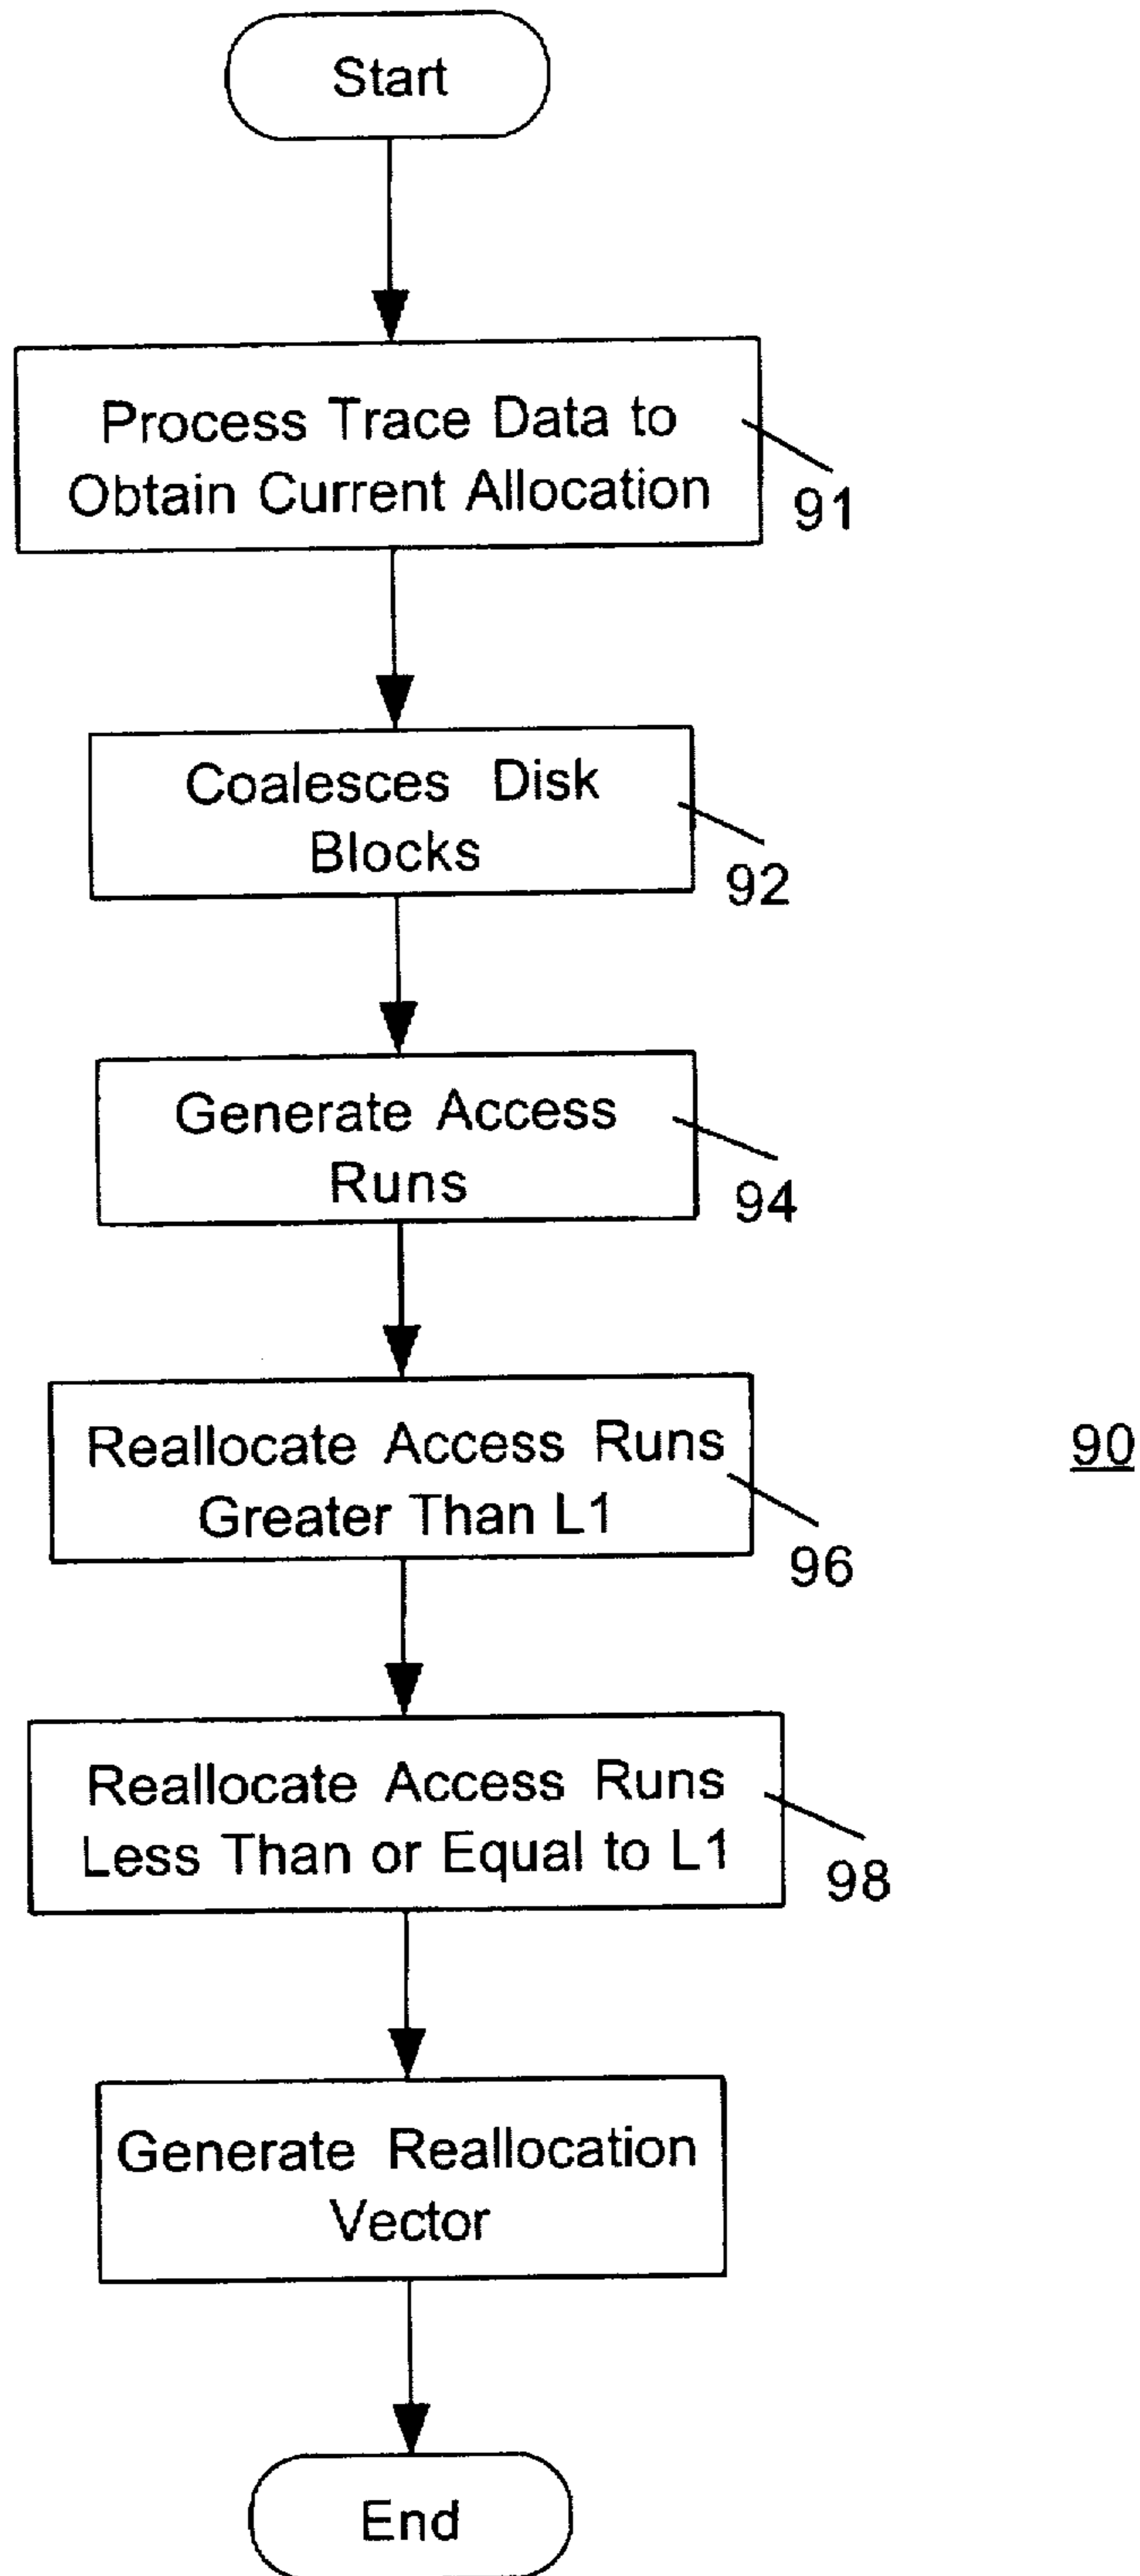 Start
Process Trace Data to
Obtain Current Allocation
91
Coalesces Disk
Blocks
92
Generate Access
Runs
94
Reallocate Access Runs
Greater Than L1
96
90
Reallocate Access Runs
Less Than or Equal to L1
98
Generate Reallocation
Vector
End